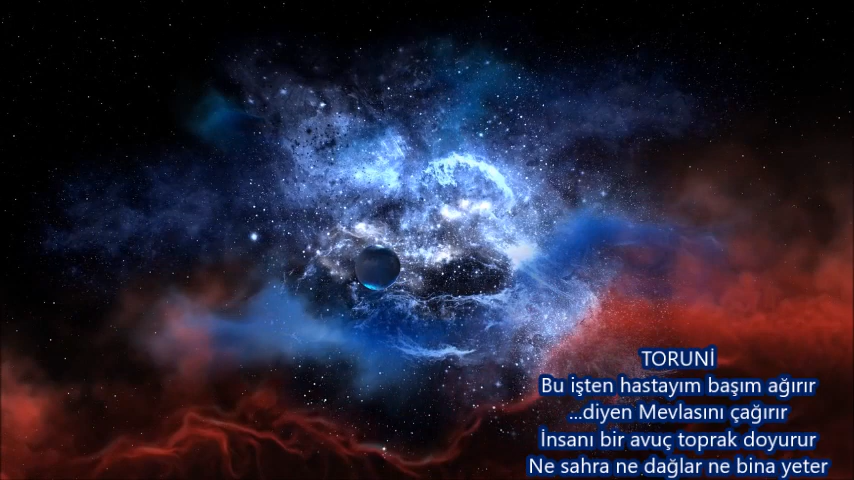 TORUNİ
Bu işten hastayım başım ağırır
...diyen Mevlasını çağırır
İnsanı bir avuç toprak doyurur
Ne sahra ne dağlar ne bina yeter